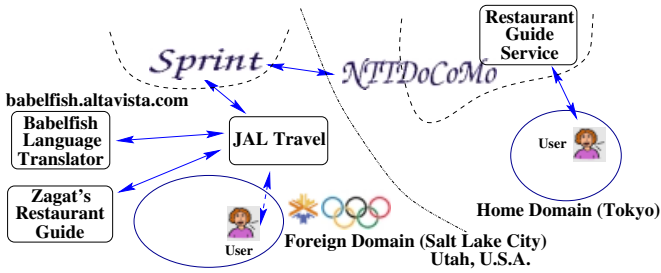 Restaurant
Guide
Service
Sprint
NTTDoCoMo
babelfish.altavista.com
Babelfish
Language
Translator
JAL Travel
User
Zagat's
Restaurant
Guide
Home Domain (Tokyo)
User
Foreign Domain (Salt Lake City)
Utah, U.S.A.